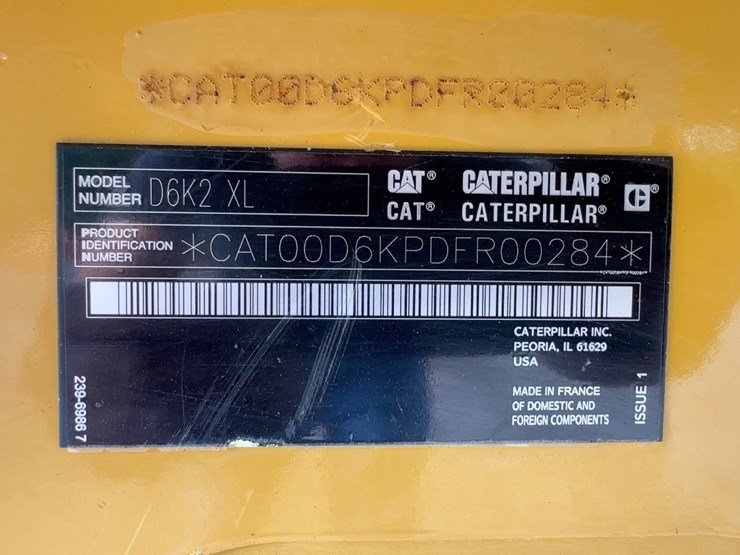 *CAT00D6KPDFR00284*
MODEL NUMBER D6K2 XL
CAT® CATERPILLAR® C®
CAT® CATERPILLAR®
PRODUCT IDENTIFICATION NUMBER *CAT00D6KPDFR00284*
*CAT00D6KPDFR00284*
CATERPILLAR INC.
PEORIA, IL 61629
USA
MADE IN FRANCE
OF DOMESTIC AND
FOREIGN COMPONENTS
239-6986 7
ISSUE 1